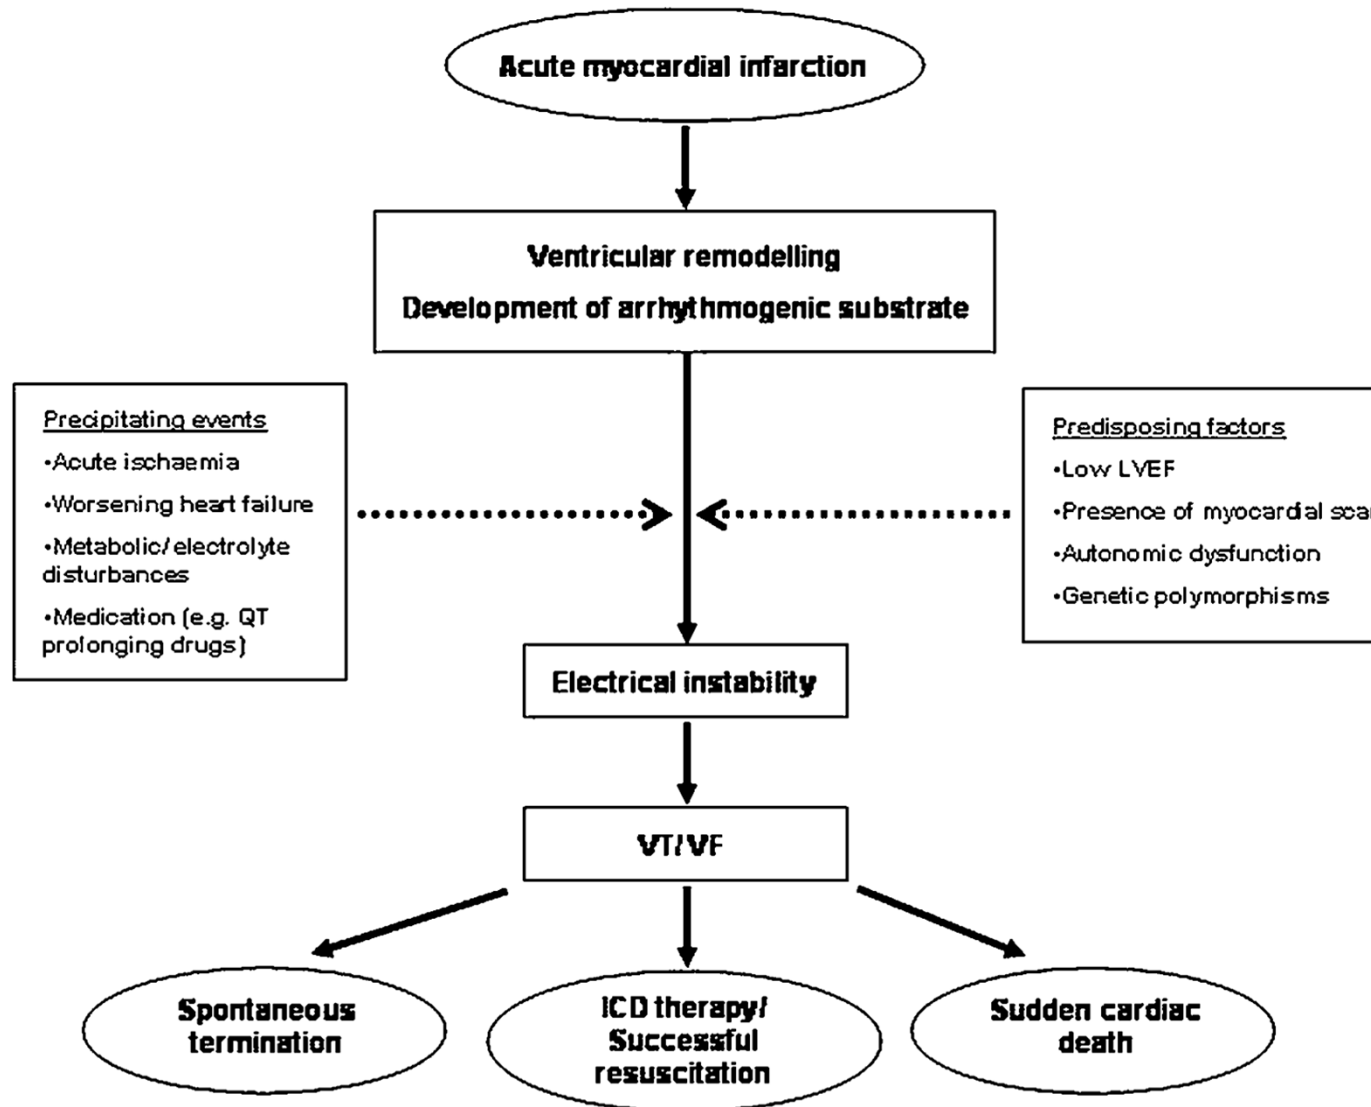 Acute myocardial infarction
Ventricular remodelling
Development of arrhythmogenic substrate
Precipitating events
•Acute ischaemia
•Worsening heart failure
•Metabolic/electrolyte
disturbances
•Medication (e.g. QT
prolonging drugs)
Predisposing factors
•Low LVEF
•Presence of myocardial scar
•Autonomic dysfunction
•Genetic polymorphisms
Electrical instability
VT/VF
Spontaneous
termination
ICD therapy/
Successful
resuscitation
Sudden cardiac
death